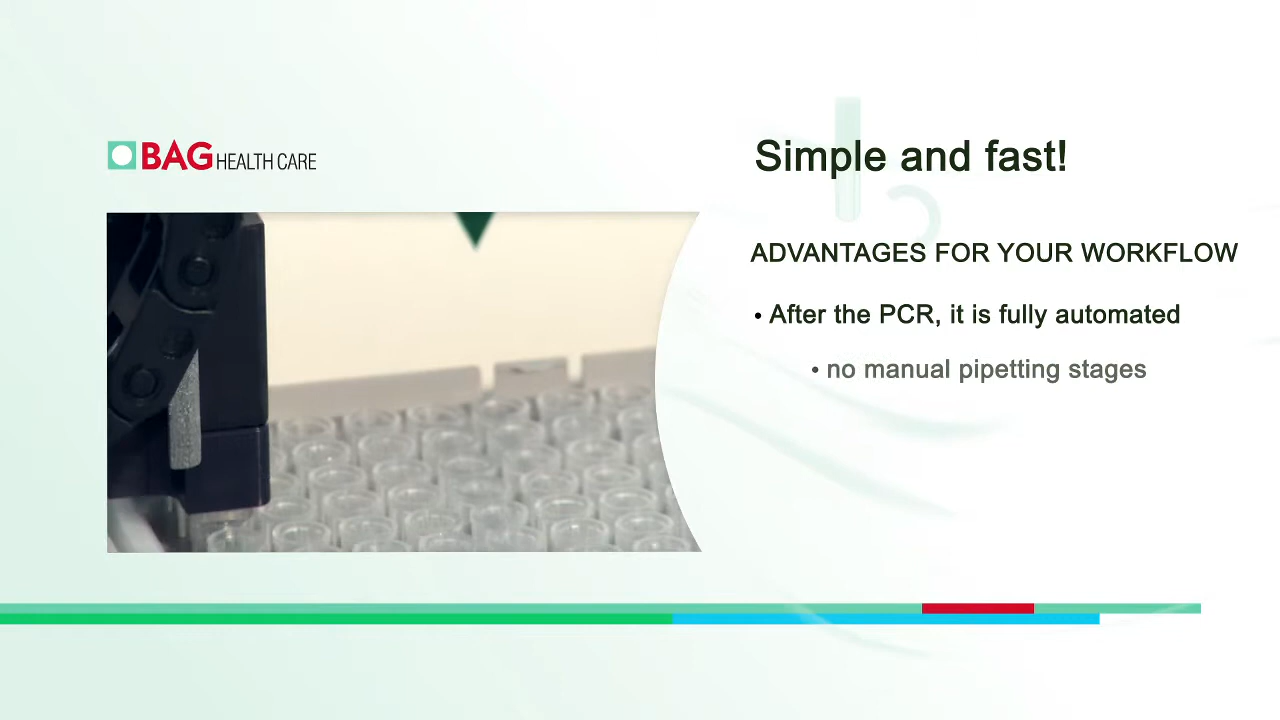 BAG HEALTH CARE
Simple and fast!
ADVANTAGES FOR YOUR WORKFLOW
• After the PCR, it is fully automated
• no manual pipetting stages